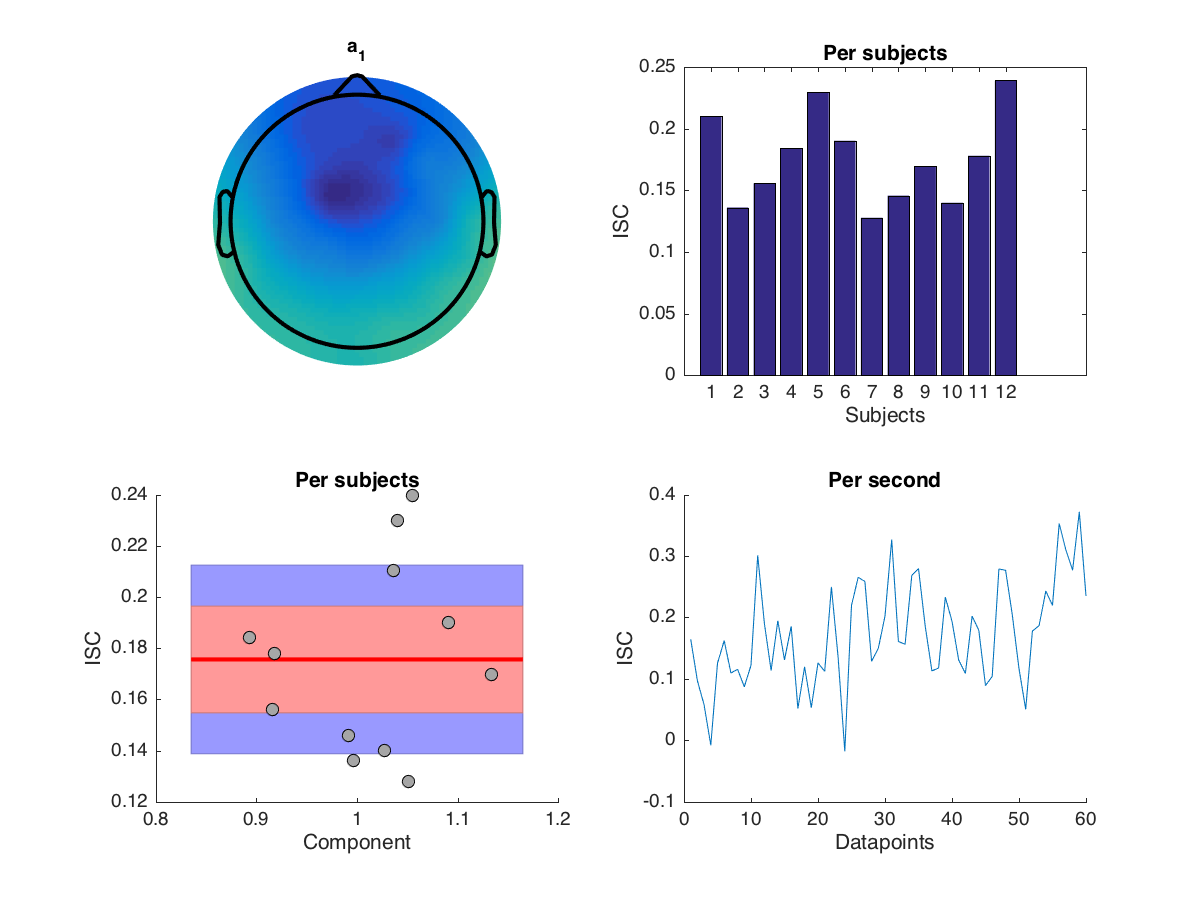 a1
Per subjects
0.25
0.2
0.15
0.1
0.05
0
ISC
1 2 3 4 5 6 7 8 9 10 11 12
Subjects
Per subjects
0.24
0.22
0.2
0.18
0.16
0.14
0.12
ISC
0.8 0.9 1 1.1 1.2
Component
Per second
0.4
0.3
0.2
0.1
0
-0.1
ISC
0 10 20 30 40 50 60
Datapoints